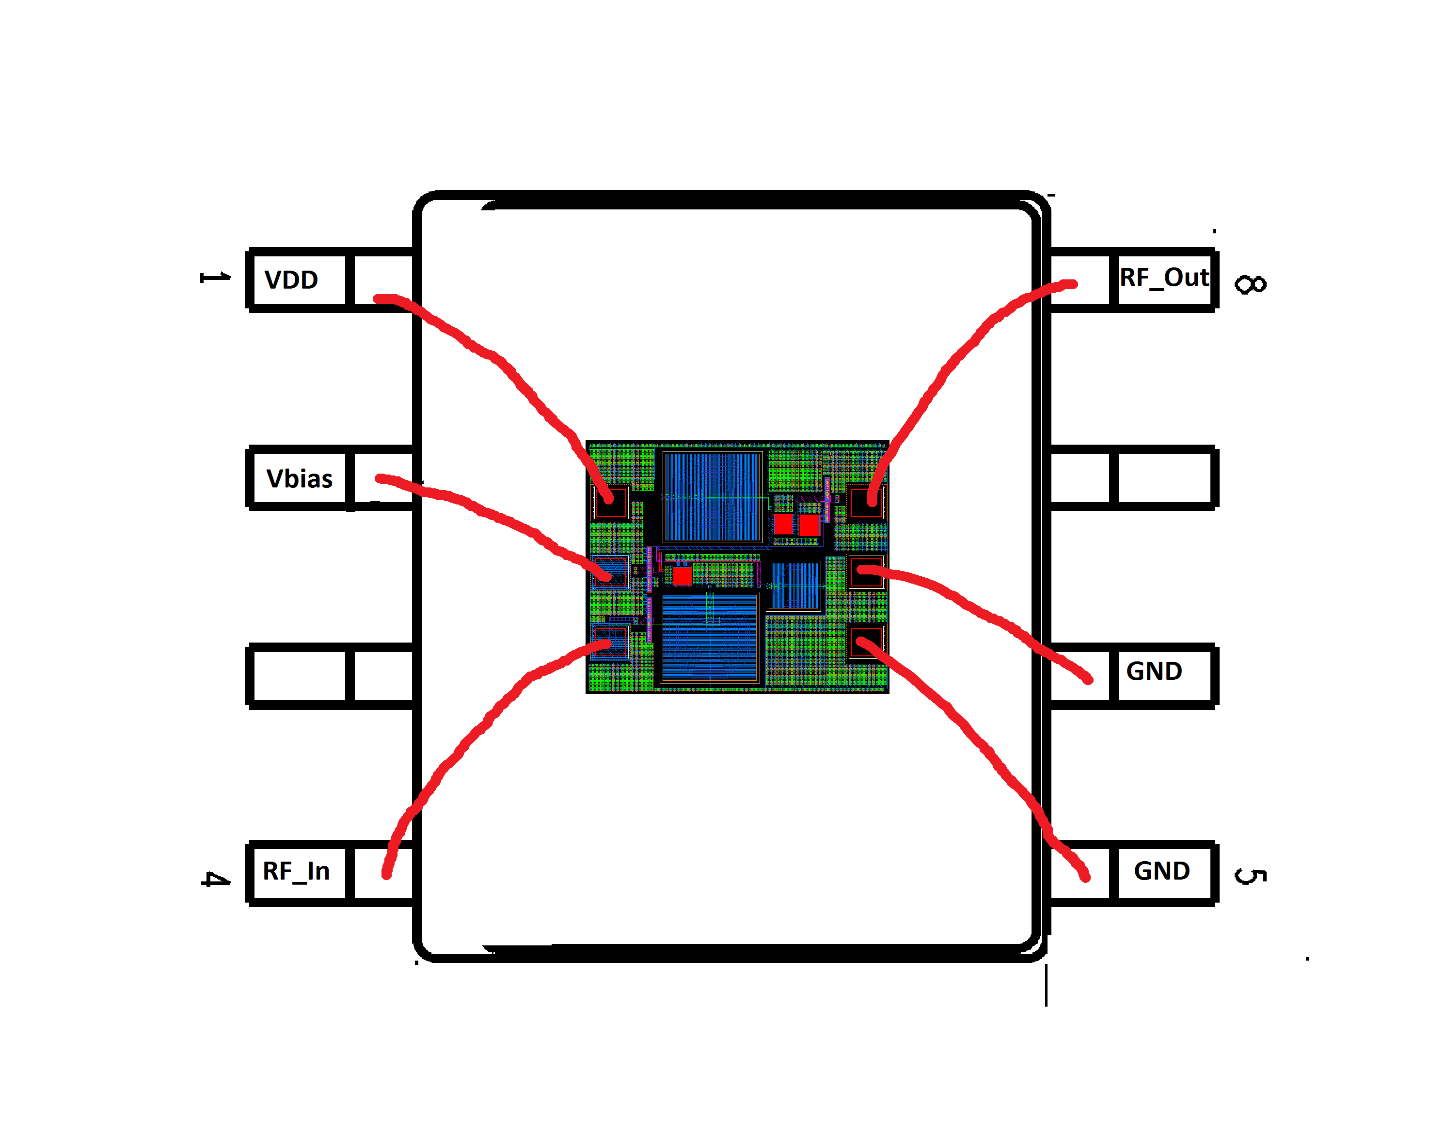 1
VDD
RF_Out
8
Vbias
GND
4
RF_In
GND
5